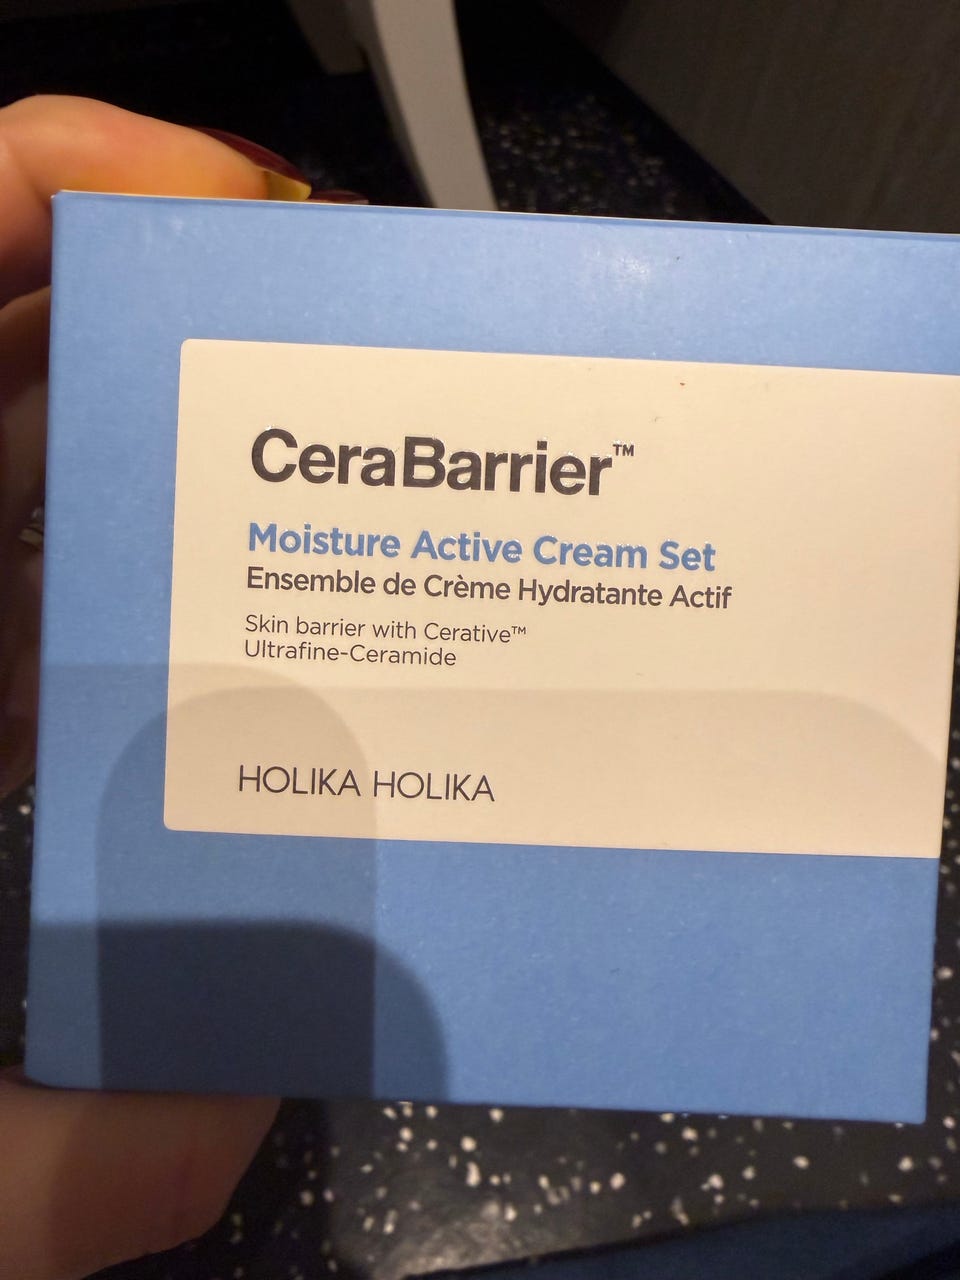 CeraBarrier™
Moisture Active Cream Set
Ensemble de Crème Hydratante Actif
Skin barrier with Cerative™
Ultrafine-Ceramide
HOLIKA HOLIKA